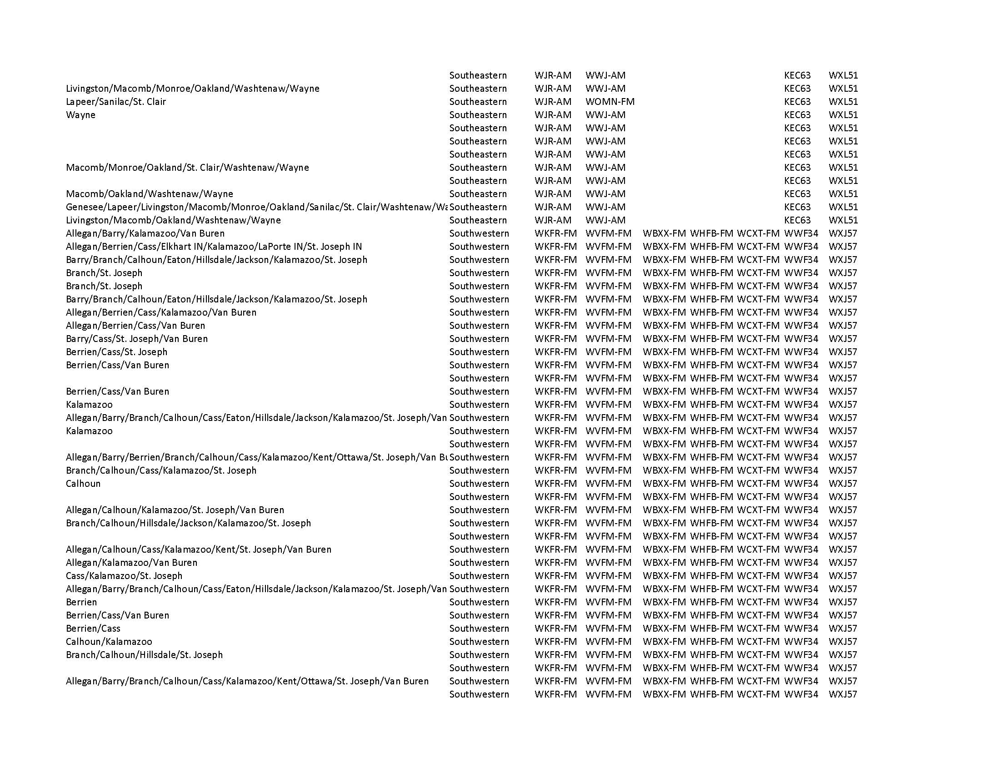 Southeastern WJR-AM WWJ-AM KEC63 WXL51
Livingston/Macomb/Monroe/Oakland/Washtenaw/Wayne Southeastern WJR-AM WWJ-AM KEC63 WXL51
Lapeer/Sanilac/St. Clair Southeastern WJR-AM WOMN-FM KEC63 WXL51
Wayne Southeastern WJR-AM WWJ-AM KEC63 WXL51
Southeastern WJR-AM WWJ-AM KEC63 WXL51
Southeastern WJR-AM WWJ-AM KEC63 WXL51
Southeastern WJR-AM WWJ-AM KEC63 WXL51
Macomb/Monroe/Oakland/St. Clair/Washtenaw/Wayne Southeastern WJR-AM WWJ-AM KEC63 WXL51
Southeastern WJR-AM WWJ-AM KEC63 WXL51
Macomb/Oakland/Washtenaw/Wayne Southeastern WJR-AM WWJ-AM KEC63 WXL51
Genesee/Lapeer/Livingston/Macomb/Monroe/Oakland/Sanilac/St. Clair/Washtenaw/Wa Southeastern WJR-AM WWJ-AM KEC63 WXL51
Livingston/Macomb/Oakland/Washtenaw/Wayne Southeastern WJR-AM WWJ-AM KEC63 WXL51
Allegan/Barry/Kalamazoo/Van Buren Southwestern WKFR-FM WVFM-FM WBXX-FM WHFB-FM WCXT-FM WWF34 WXJ57
Allegan/Berrien/Cass/Elkhart IN/Kalamazoo/LaPorte IN/St. Joseph IN Southwestern WKFR-FM WVFM-FM WBXX-FM WHFB-FM WCXT-FM WWF34 WXJ57
Barry/Branch/Calhoun/Eaton/Hillsdale/Jackson/Kalamazoo/St. Joseph Southwestern WKFR-FM WVFM-FM WBXX-FM WHFB-FM WCXT-FM WWF34 WXJ57
Branch/St. Joseph Southwestern WKFR-FM WVFM-FM WBXX-FM WHFB-FM WCXT-FM WWF34 WXJ57
Branch/St. Joseph Southwestern WKFR-FM WVFM-FM WBXX-FM WHFB-FM WCXT-FM WWF34 WXJ57
Barry/Branch/Calhoun/Eaton/Hillsdale/Jackson/Kalamazoo/St. Joseph Southwestern WKFR-FM WVFM-FM WBXX-FM WHFB-FM WCXT-FM WWF34 WXJ57
Allegan/Berrien/Cass/Kalamazoo/Van Buren Southwestern WKFR-FM WVFM-FM WBXX-FM WHFB-FM WCXT-FM WWF34 WXJ57
Allegan/Berrien/Cass/Van Buren Southwestern WKFR-FM WVFM-FM WBXX-FM WHFB-FM WCXT-FM WWF34 WXJ57
Barry/Cass/St. Joseph/Van Buren Southwestern WKFR-FM WVFM-FM WBXX-FM WHFB-FM WCXT-FM WWF34 WXJ57
Berrien/Cass/St. Joseph Southwestern WKFR-FM WVFM-FM WBXX-FM WHFB-FM WCXT-FM WWF34 WXJ57
Berrien/Cass/Van Buren Southwestern WKFR-FM WVFM-FM WBXX-FM WHFB-FM WCXT-FM WWF34 WXJ57
Southwestern WKFR-FM WVFM-FM WBXX-FM WHFB-FM WCXT-FM WWF34 WXJ57
Berrien/Cass/Van Buren Southwestern WKFR-FM WVFM-FM WBXX-FM WHFB-FM WCXT-FM WWF34 WXJ57
Kalamazoo Southwestern WKFR-FM WVFM-FM WBXX-FM WHFB-FM WCXT-FM WWF34 WXJ57
Allegan/Barry/Branch/Calhoun/Cass/Eaton/Hillsdale/Jackson/Kalamazoo/St. Joseph/Van Southwestern WKFR-FM WVFM-FM WBXX-FM WHFB-FM WCXT-FM WWF34 WXJ57
Kalamazoo Southwestern WKFR-FM WVFM-FM WBXX-FM WHFB-FM WCXT-FM WWF34 WXJ57
Southwestern WKFR-FM WVFM-FM WBXX-FM WHFB-FM WCXT-FM WWF34 WXJ57
Allegan/Barry/Berrien/Branch/Calhoun/Cass/Kalamazoo/Kent/Ottawa/St. Joseph/Van Bu Southwestern WKFR-FM WVFM-FM WBXX-FM WHFB-FM WCXT-FM WWF34 WXJ57
Branch/Calhoun/Cass/Kalamazoo/St. Joseph Southwestern WKFR-FM WVFM-FM WBXX-FM WHFB-FM WCXT-FM WWF34 WXJ57
Calhoun Southwestern WKFR-FM WVFM-FM WBXX-FM WHFB-FM WCXT-FM WWF34 WXJ57
Southwestern WKFR-FM WVFM-FM WBXX-FM WHFB-FM WCXT-FM WWF34 WXJ57
Allegan/Calhoun/Kalamazoo/St. Joseph/Van Buren Southwestern WKFR-FM WVFM-FM WBXX-FM WHFB-FM WCXT-FM WWF34 WXJ57
Branch/Calhoun/Hillsdale/Jackson/Kalamazoo/St. Joseph Southwestern WKFR-FM WVFM-FM WBXX-FM WHFB-FM WCXT-FM WWF34 WXJ57
Southwestern WKFR-FM WVFM-FM WBXX-FM WHFB-FM WCXT-FM WWF34 WXJ57
Allegan/Calhoun/Cass/Kalamazoo/Kent/St. Joseph/Van Buren Southwestern WKFR-FM WVFM-FM WBXX-FM WHFB-FM WCXT-FM WWF34 WXJ57
Allegan/Kalamazoo/Van Buren Southwestern WKFR-FM WVFM-FM WBXX-FM WHFB-FM WCXT-FM WWF34 WXJ57
Cass/Kalamazoo/St. Joseph Southwestern WKFR-FM WVFM-FM WBXX-FM WHFB-FM WCXT-FM WWF34 WXJ57
Allegan/Barry/Branch/Calhoun/Cass/Eaton/Hillsdale/Jackson/Kalamazoo/St. Joseph/Van Southwestern WKFR-FM WVFM-FM WBXX-FM WHFB-FM WCXT-FM WWF34 WXJ57
Berrien Southwestern WKFR-FM WVFM-FM WBXX-FM WHFB-FM WCXT-FM WWF34 WXJ57
Berrien/Cass/Van Buren Southwestern WKFR-FM WVFM-FM WBXX-FM WHFB-FM WCXT-FM WWF34 WXJ57
Berrien/Cass Southwestern WKFR-FM WVFM-FM WBXX-FM WHFB-FM WCXT-FM WWF34 WXJ57
Calhoun/Kalamazoo Southwestern WKFR-FM WVFM-FM WBXX-FM WHFB-FM WCXT-FM WWF34 WXJ57
Branch/Calhoun/Hillsdale/St. Joseph Southwestern WKFR-FM WVFM-FM WBXX-FM WHFB-FM WCXT-FM WWF34 WXJ57
Southwestern WKFR-FM WVFM-FM WBXX-FM WHFB-FM WCXT-FM WWF34 WXJ57
Allegan/Barry/Branch/Calhoun/Cass/Kalamazoo/Kent/Ottawa/St. Joseph/Van Buren Southwestern WKFR-FM WVFM-FM WBXX-FM WHFB-FM WCXT-FM WWF34 WXJ57
Southwestern WKFR-FM WVFM-FM WBXX-FM WHFB-FM WCXT-FM WWF34 WXJ57